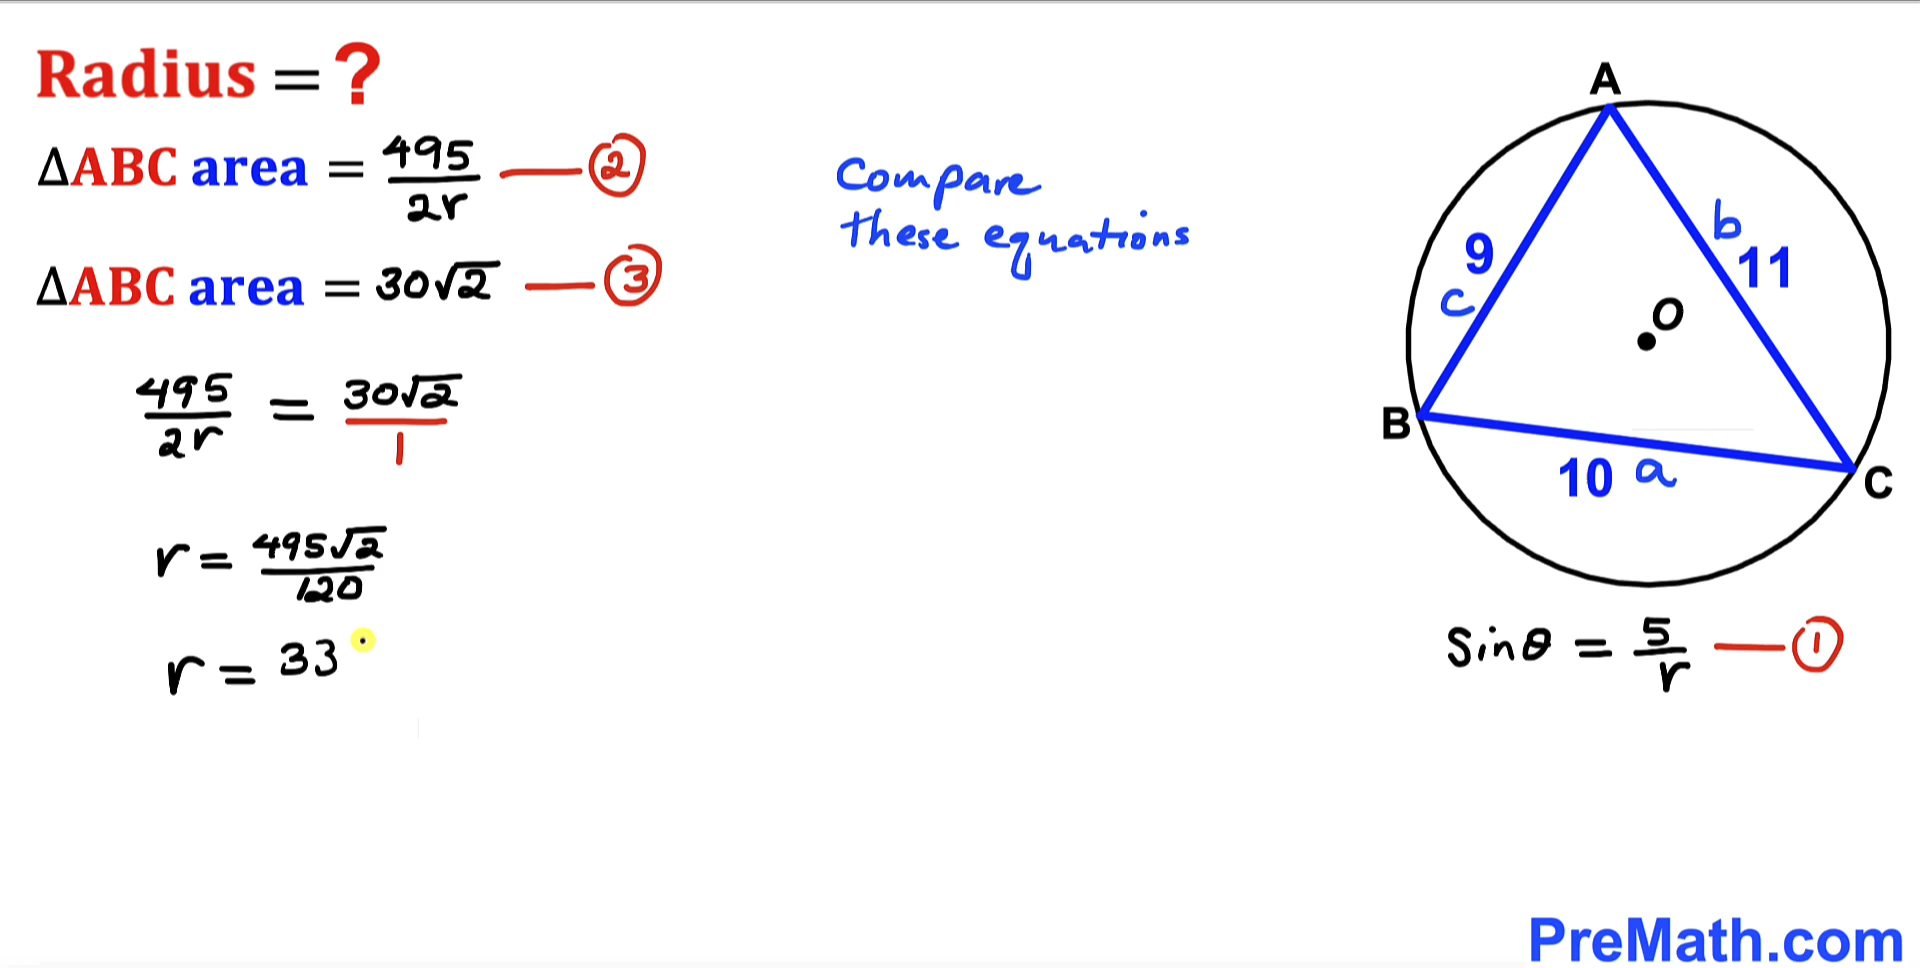 Radius = ?
ΔABC area = 495/2r — ②
ΔABC area = 30√2 — ③
495/2r = 30√2/1
r = 495√2/120
r = 33
Compare
these equations
A
9
c
b
11
O
B
10 a
C
Sinθ = 5/r — ①
PreMath.com